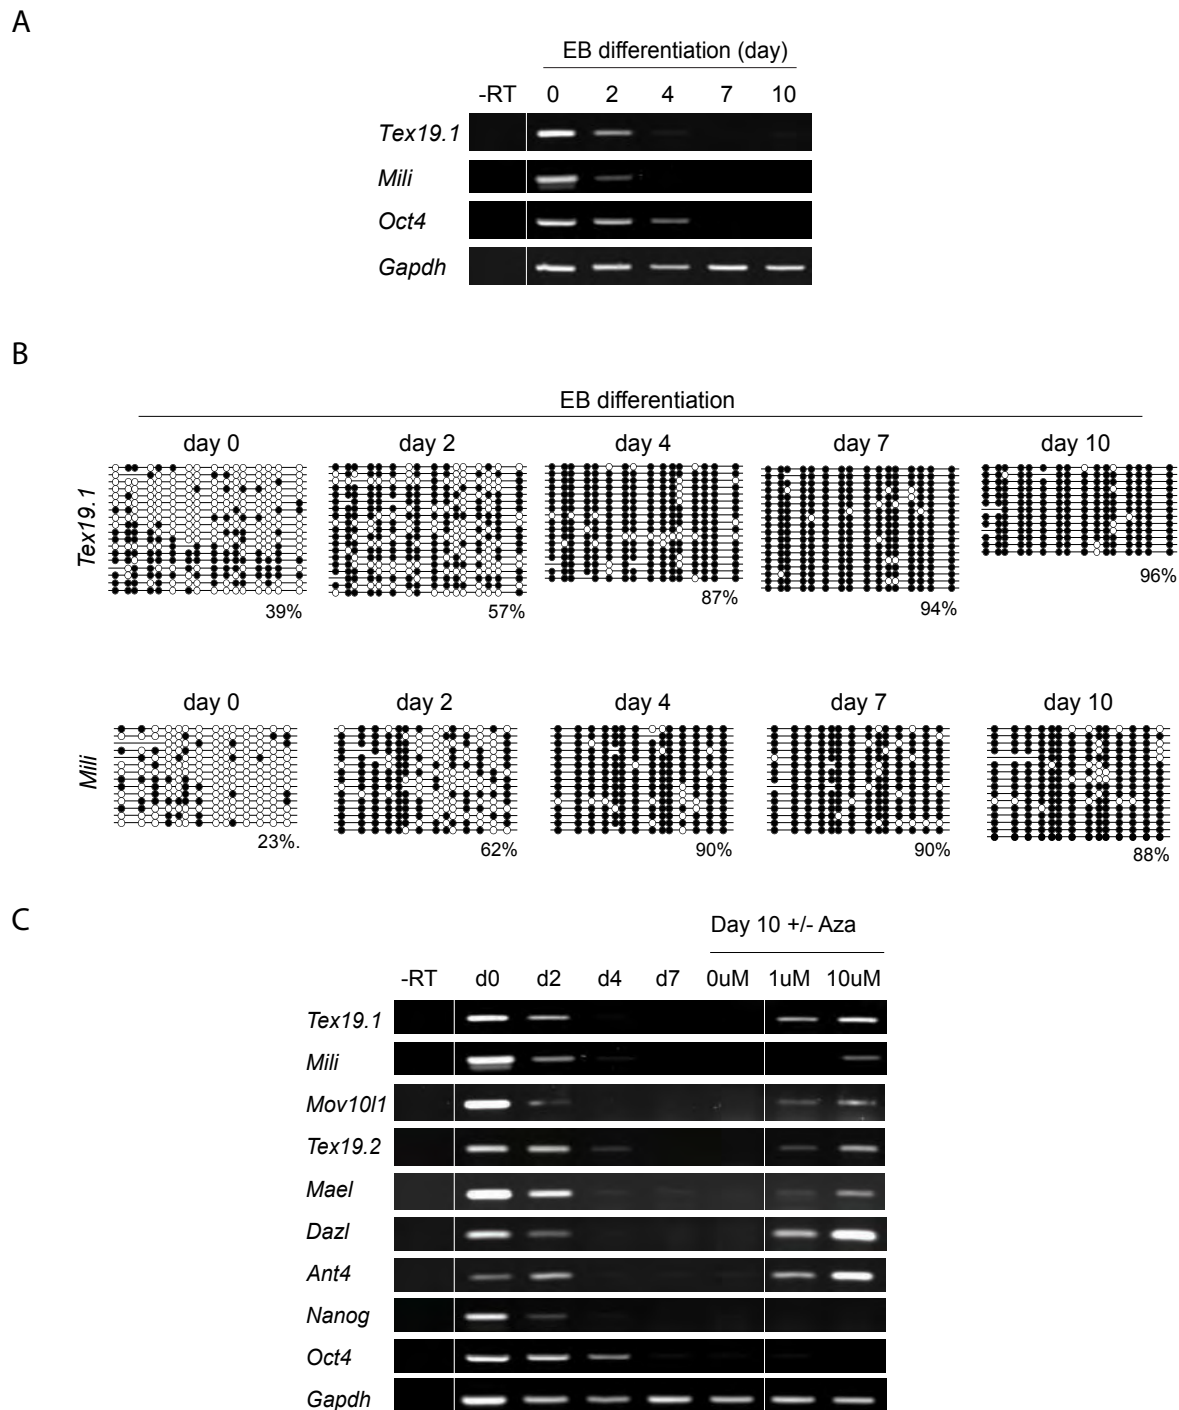 A
EB differentiation (day)
-RT 0 2 4 7 10
Tex19.1
Mili
Oct4
Gapdh
B
EB differentiation
day 0 day 2 day 4 day 7 day 10
Tex19.1
39% 57% 87% 94% 96%
day 0 day 2 day 4 day 7 day 10
Mili
23%. 62% 90% 90% 88%
C
Day 10 +/- Aza
-RT d0 d2 d4 d7 0uM 1uM 10uM
Tex19.1
Mili
Mov10l1
Tex19.2
Mael
Dazl
Ant4
Nanog
Oct4
Gapdh